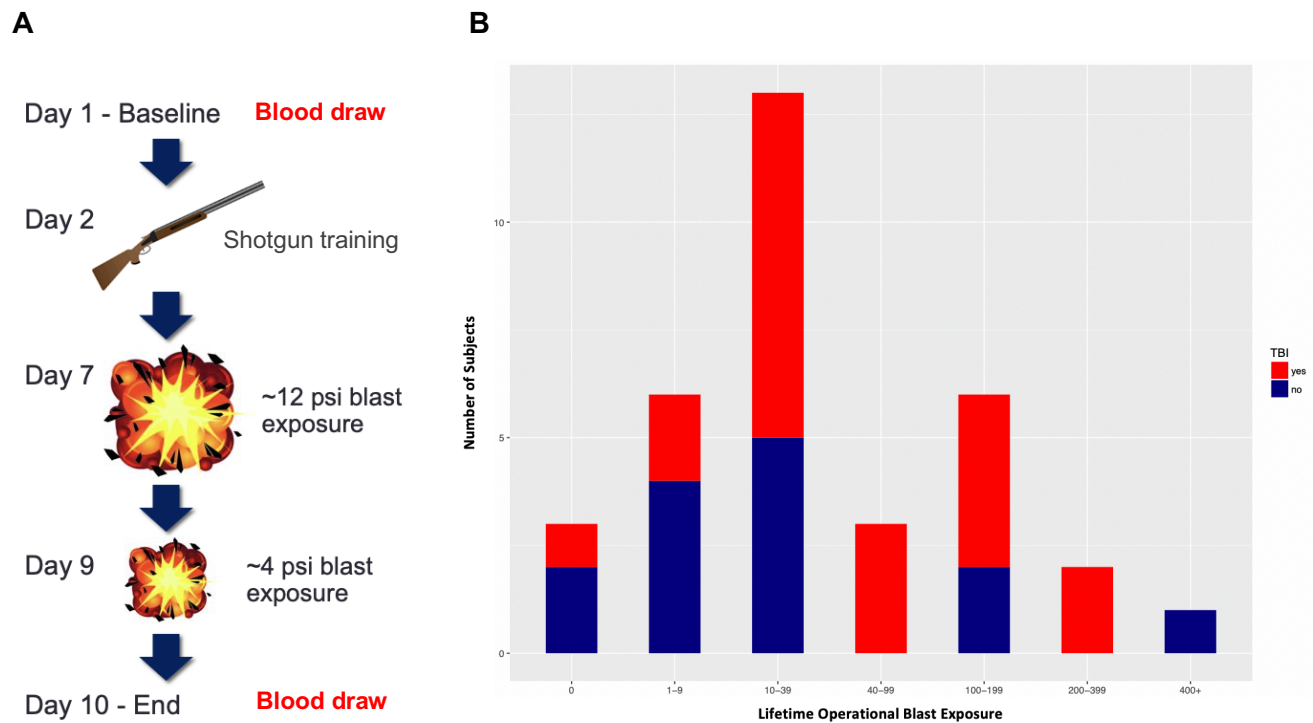 A
Day 1 - Baseline
Blood draw
Day 2
Shotgun training
Day 7
~12 psi blast
exposure
Day 9
~4 psi blast
exposure
Day 10 - End
Blood draw
B
Number of Subjects
10
5
0
0
1–9
10–39
40–99
100–199
200–399
400+
Lifetime Operational Blast Exposure
TBI
yes
no